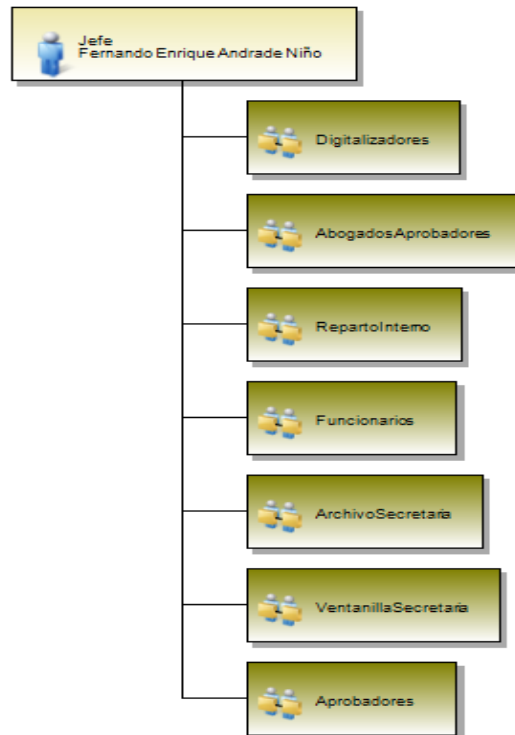 Jefe
Fernando Enrique Andrade Niño
Digitalizadores
AbogadosAprobadores
RepartoInterno
Funcionarios
ArchivoSecretaria
VentanillaSecretaria
Aprobadores